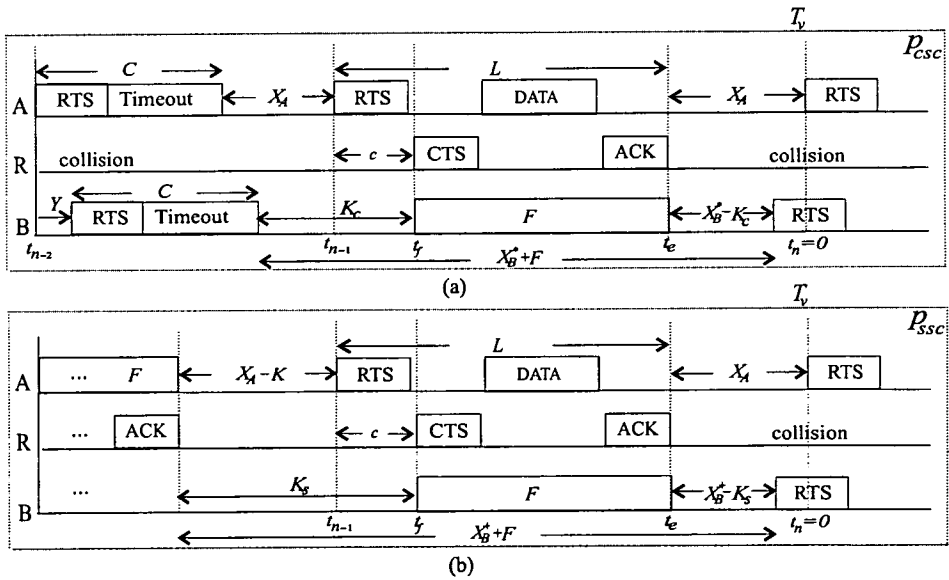 T_v
p_csc
C L
A RTS Timeout X_A RTS DATA X_A RTS
R collision c CTS ACK collision
Y C
B RTS Timeout K_c F X_B^*-K_c RTS
t_{n-2} t_{n-1} t_f t_e t_n=0
X_B^*+F
(a)
T_v
p_ssc
L
A ... F X_A-K RTS DATA X_A RTS
R ... ACK c CTS ACK collision
B ... K_s F X_B^+-K_s RTS
t_{n-1} t_f t_e t_n=0
X_B^++F
(b)